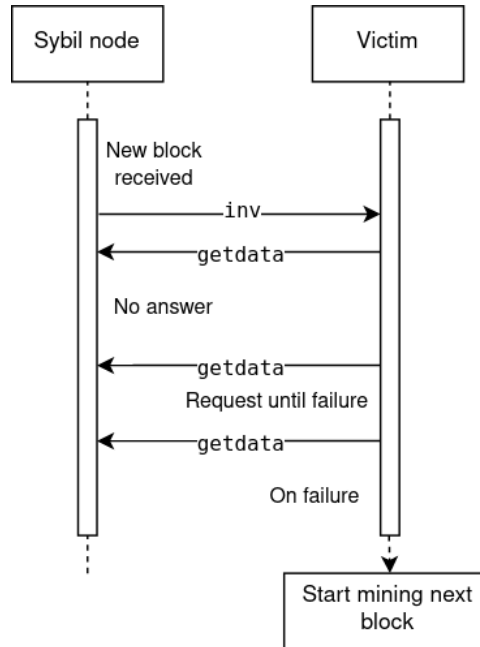 Sybil node
Victim
New block
received
inv
getdata
No answer
getdata
Request until failure
getdata
On failure
Start mining next
block